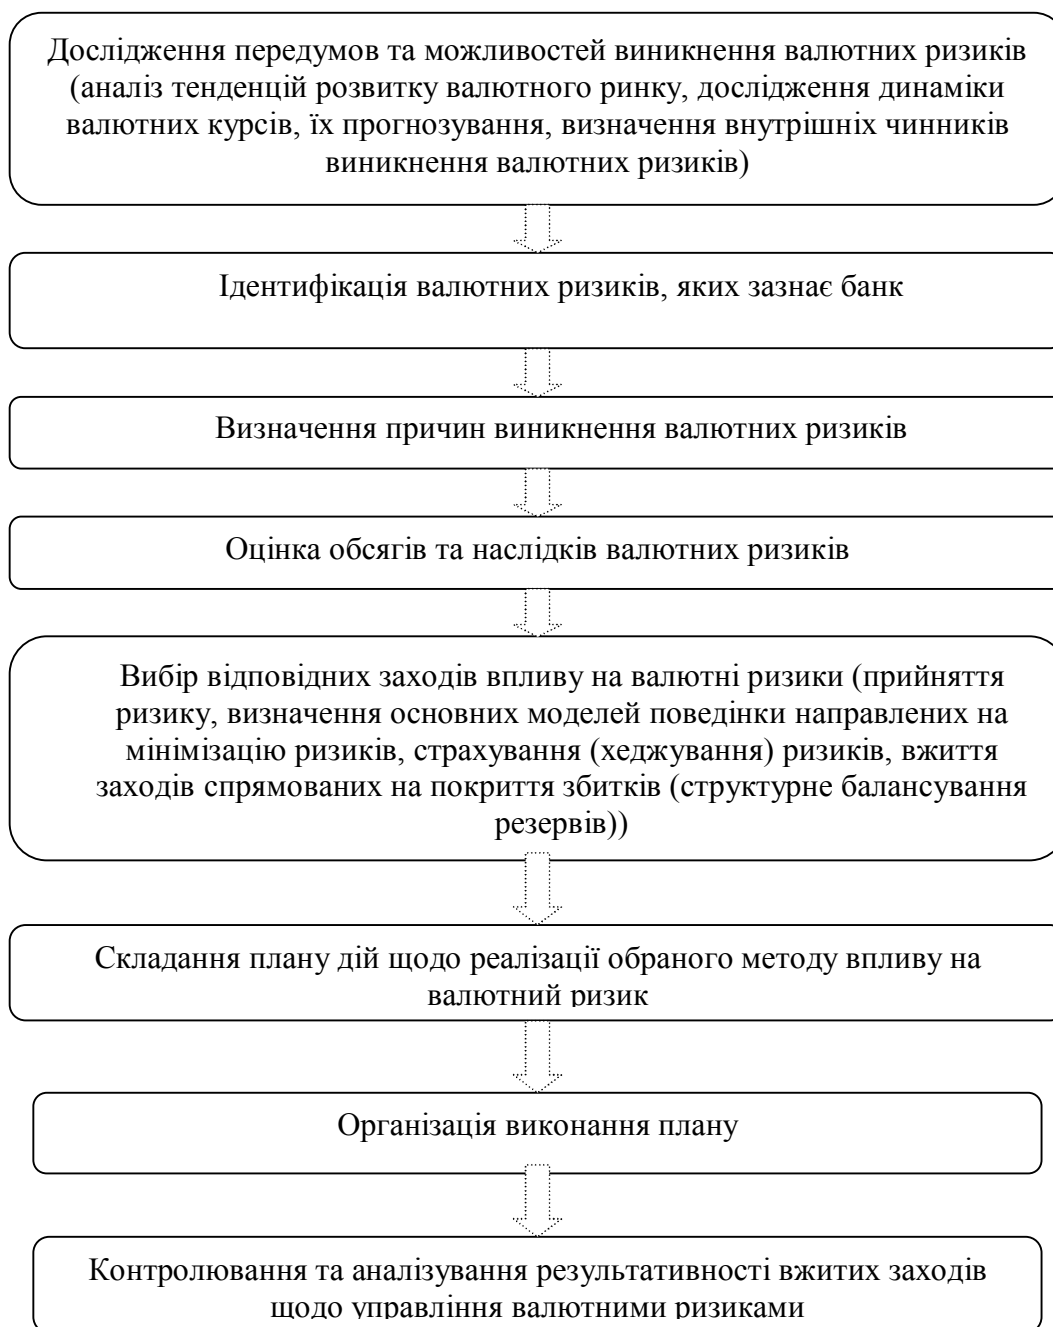 Дослідження передумов та можливостей виникнення валютних ризиків
(аналіз тенденцій розвитку валютного ринку, дослідження динаміки
валютних курсів, їх прогнозування, визначення внутрішніх чинників
виникнення валютних ризиків)
Ідентифікація валютних ризиків, яких зазнає банк
Визначення причин виникнення валютних ризиків
Оцінка обсягів та наслідків валютних ризиків
Вибір відповідних заходів впливу на валютні ризики (прийняття
ризику, визначення основних моделей поведінки направлених на
мінімізацію ризиків, страхування (хеджування) ризиків, вжиття
заходів спрямованих на покриття збитків (структурне балансування
резервів))
Складання плану дій щодо реалізації обраного методу впливу на
валютний ризик
Організація виконання плану
Контролювання та аналізування результативності вжитих заходів
щодо управління валютними ризиками